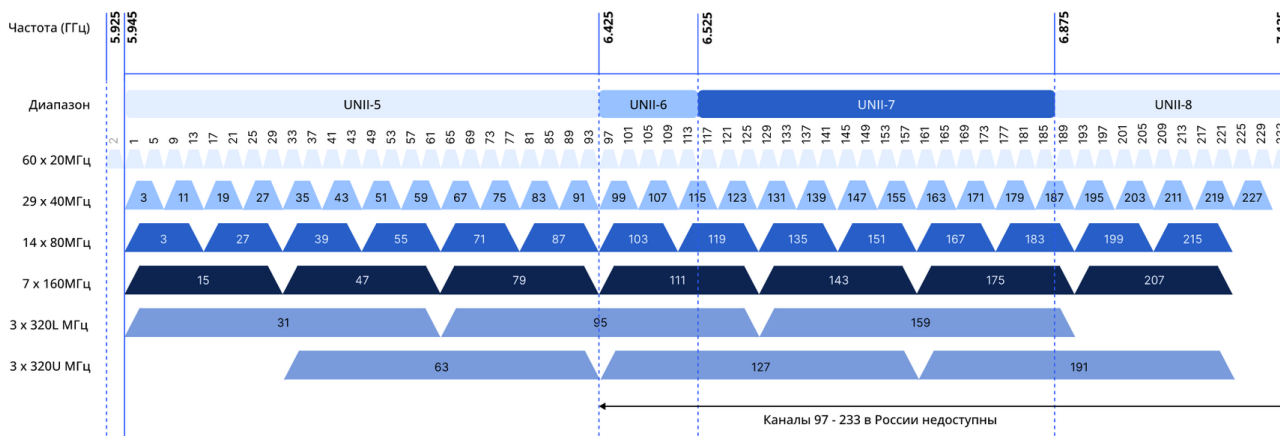 Частота (ГГц) 5.925 5.945 6.425 6.525 6.875
Диапазон UNII-5 UNII-6 UNII-7 UNII-8
60 x 20МГц 2 1 5 9 13 17 21 25 29 33 37 41 43 49 53 57 61 65 69 73 77 81 85 89 93 97 101 105 109 113 117 121 125 129 133 137 141 145 149 153 157 161 165 169 173 177 181 185 189 193 197 201 205 209 213 217 221 225 229
29 x 40МГц 3 11 19 27 35 43 51 59 67 75 83 91 99 107 115 123 131 139 147 155 163 171 179 187 195 203 211 219 227
14 x 80МГц 3 27 39 55 71 87 103 119 135 151 167 183 199 215
7 x 160МГц 15 47 79 111 143 175 207
3 x 320L МГц 31 95 159
3 x 320U МГц 63 127 191
Каналы 97 - 233 в России недоступны